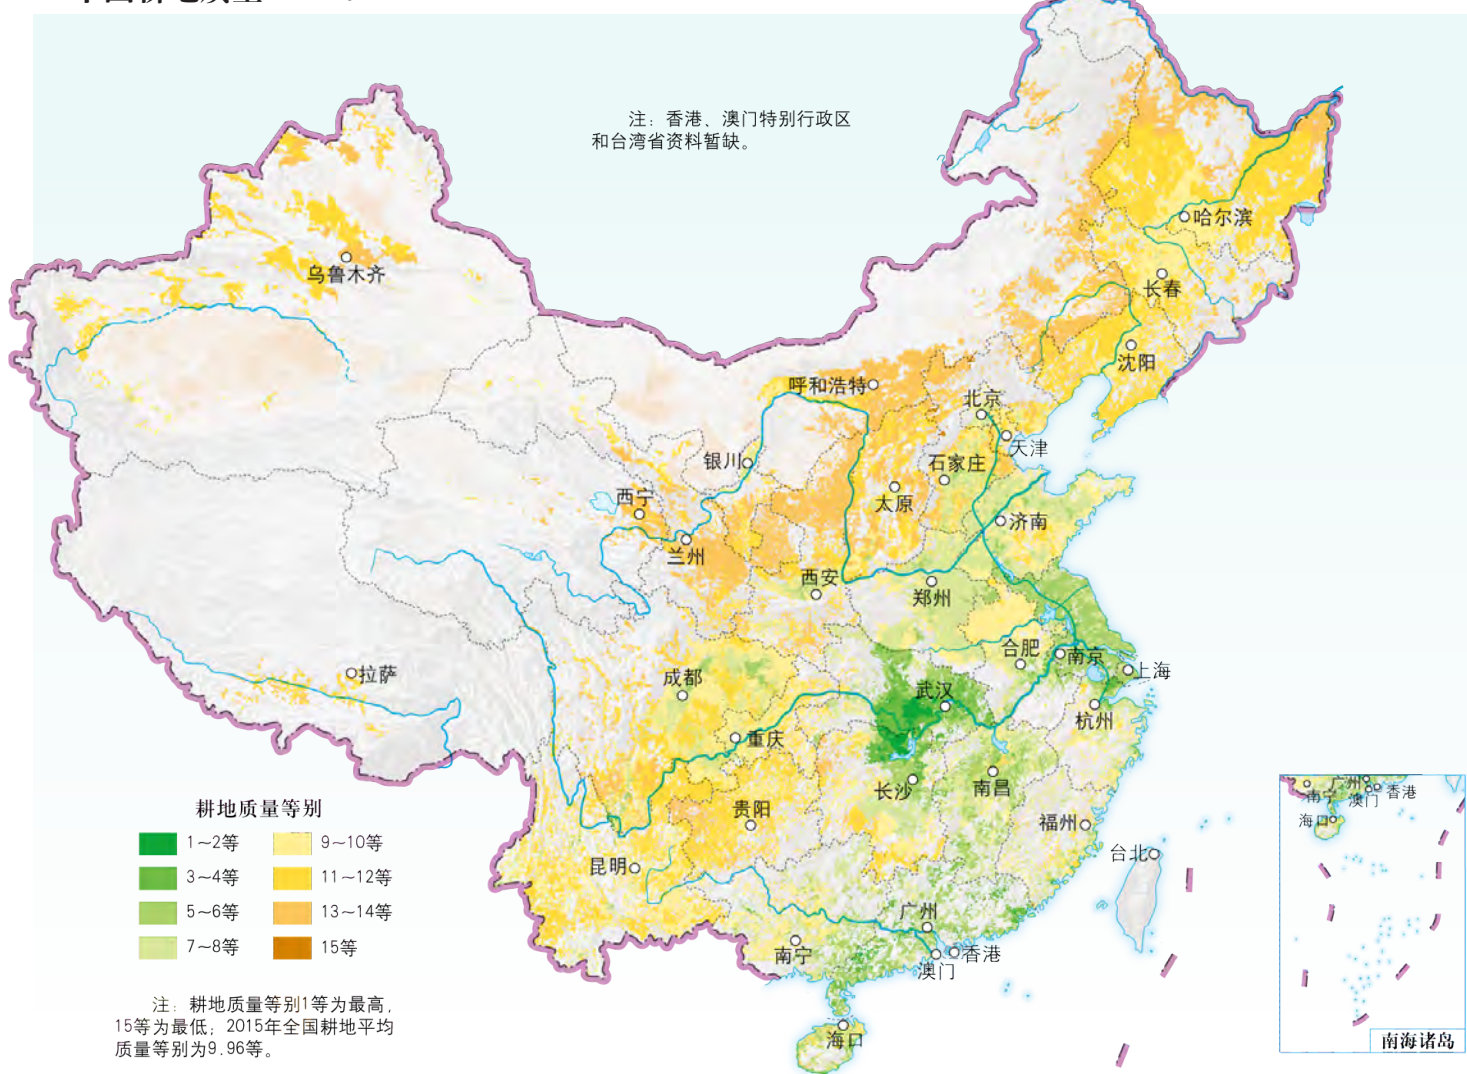 注：香港、澳门特别行政区
和台湾省资料暂缺。
哈尔滨
乌鲁木齐
长春
沈阳
呼和浩特
北京
天津
银川
石家庄
西宁
太原
济南
兰州
西安
郑州
合肥
南京
上海
拉萨
成都
武汉
杭州
重庆
长沙
南昌
贵阳
福州
台北
昆明
广州
南宁
香港
澳门
海口
耕地质量等别
1～2等
9～10等
3～4等
11～12等
5～6等
13～14等
7～8等
15等
注：耕地质量等别1等为最高，
15等为最低；2015年全国耕地平均
质量等别为9.96等。
广州
南宁
澳门
香港
海口
南海诸岛